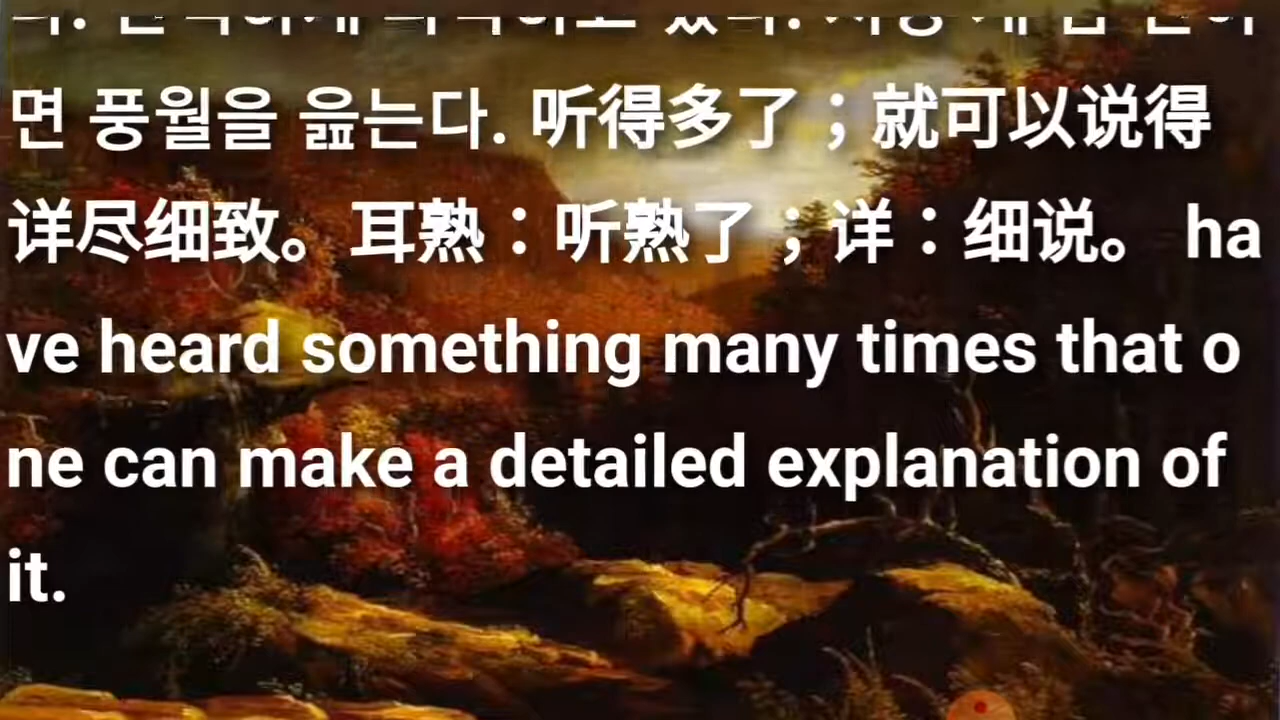 면 풍월을 읊는다. 听得多了；就可以说得
详尽细致。耳熟：听熟了；详：细说。 ha
ve heard something many times that o
ne can make a detailed explanation of
it.